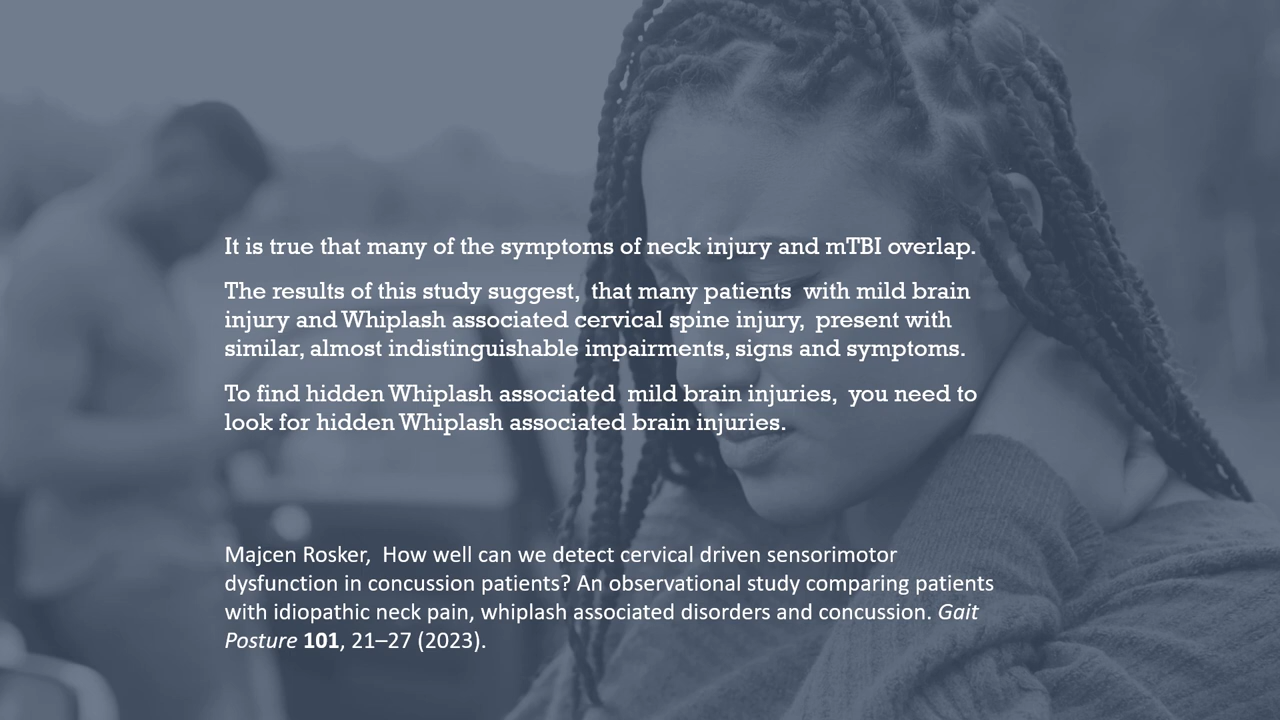 It is true that many of the symptoms of neck injury and mTBI overlap.
The results of this study suggest,  that many patients  with mild brain
injury and Whiplash associated cervical spine injury,  present with
similar, almost indistinguishable impairments, signs and symptoms.
To find hidden Whiplash associated  mild brain injuries,  you need to
look for hidden Whiplash associated brain injuries.
Majcen Rosker,  How well can we detect cervical driven sensorimotor
dysfunction in concussion patients? An observational study comparing patients
with idiopathic neck pain, whiplash associated disorders and concussion. Gait
Posture 101, 21–27 (2023).